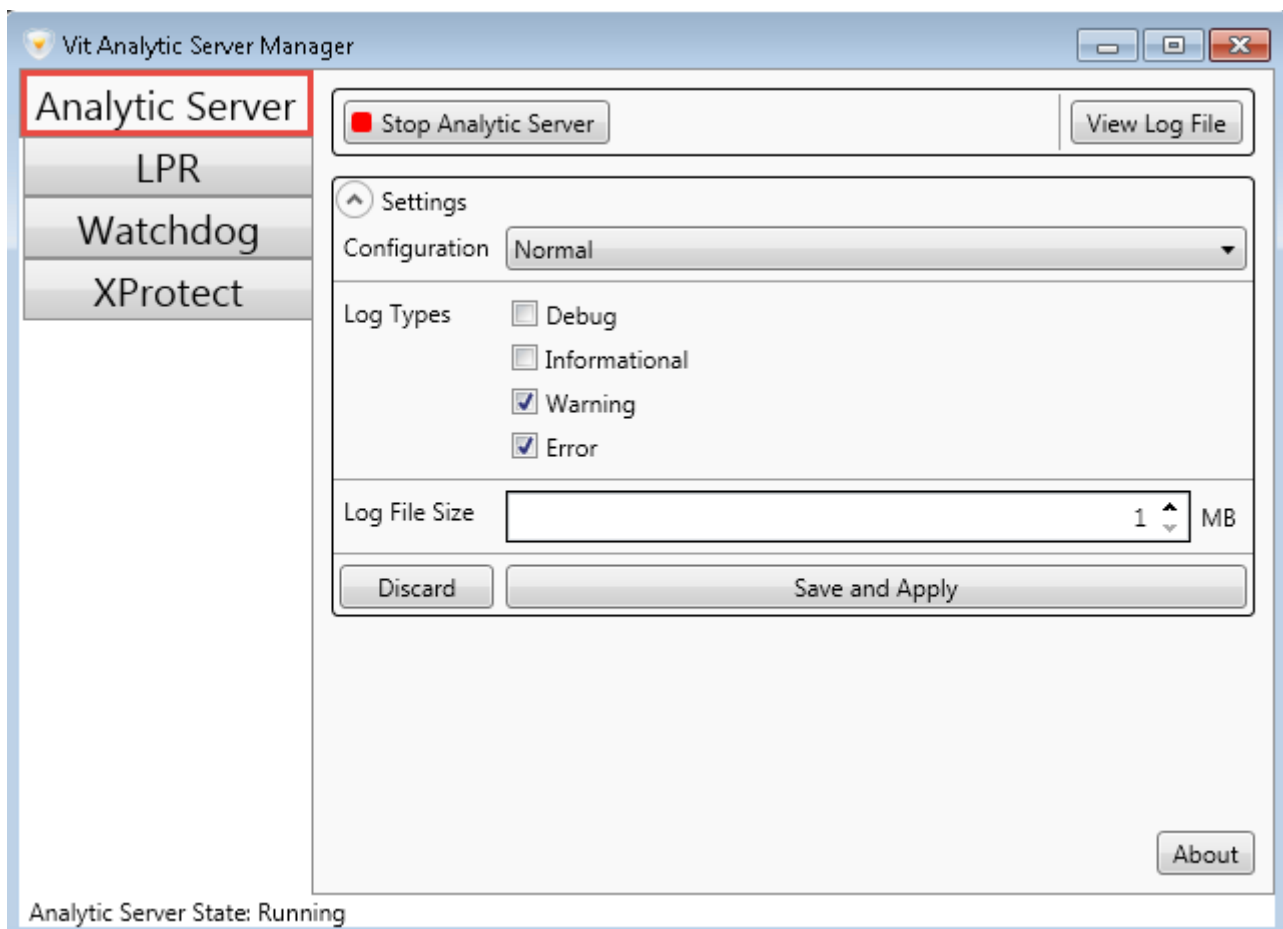 Vit Analytic Server Manager
Analytic Server
LPR
Watchdog
XProtect
Stop Analytic Server
View Log File
Settings
Configuration Normal
Log Types
Debug
Informational
Warning
Error
Log File Size 1 MB
Discard Save and Apply
About
Analytic Server State: Running